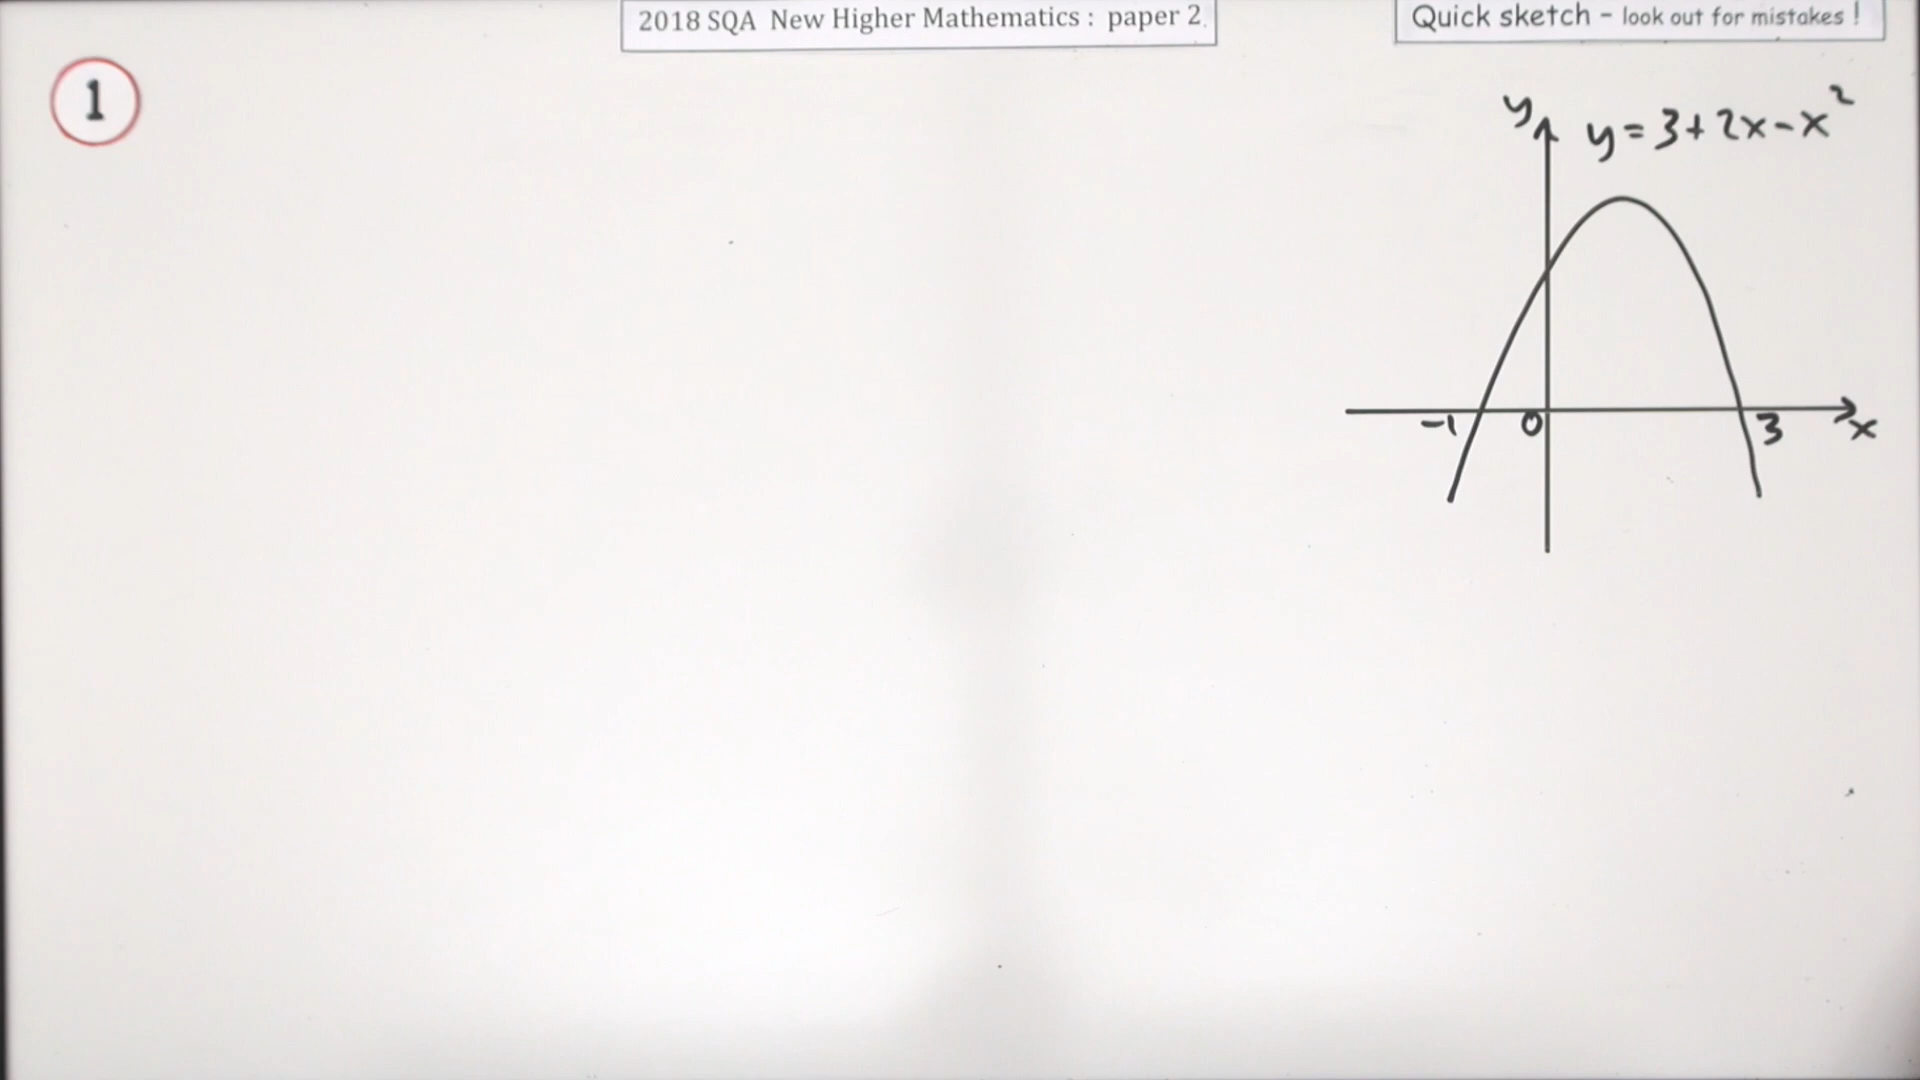 2018 SQA New Higher Mathematics : paper 2
Quick sketch – look out for mistakes !
1
y
y = 3 + 2x - x²
-1
0
3
x